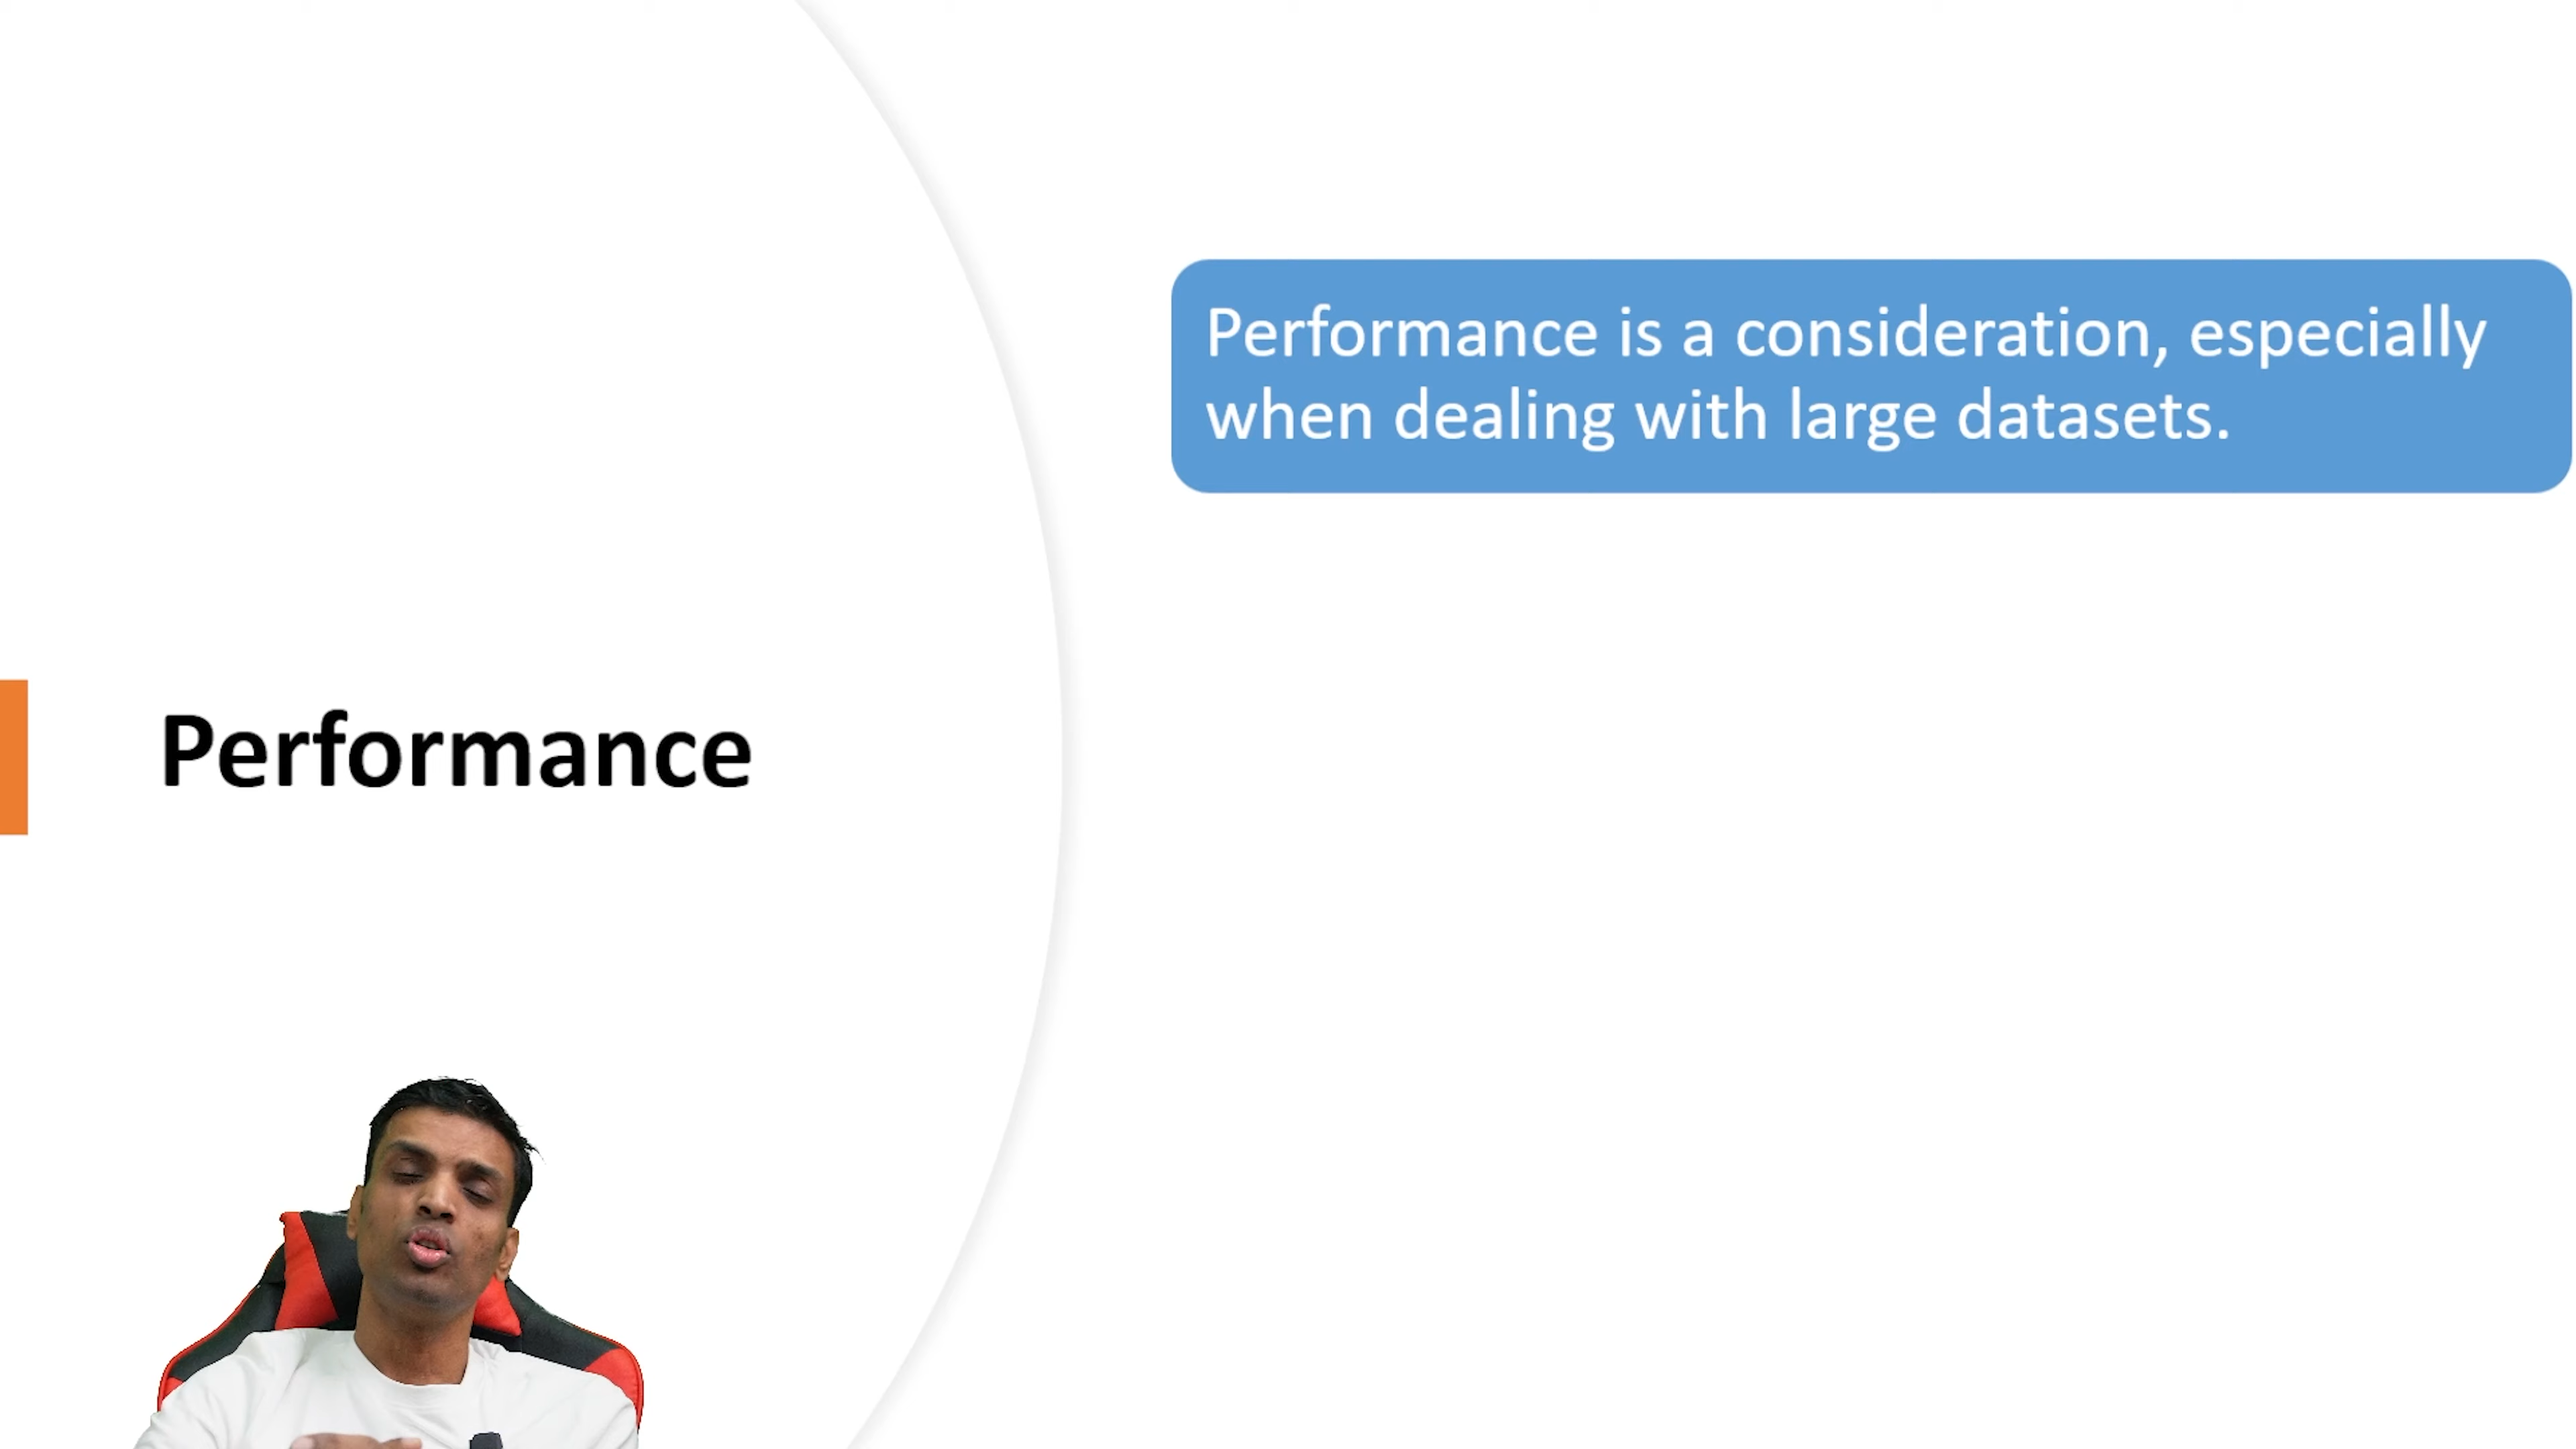 Performance is a consideration, especially
when dealing with large datasets.
Performance